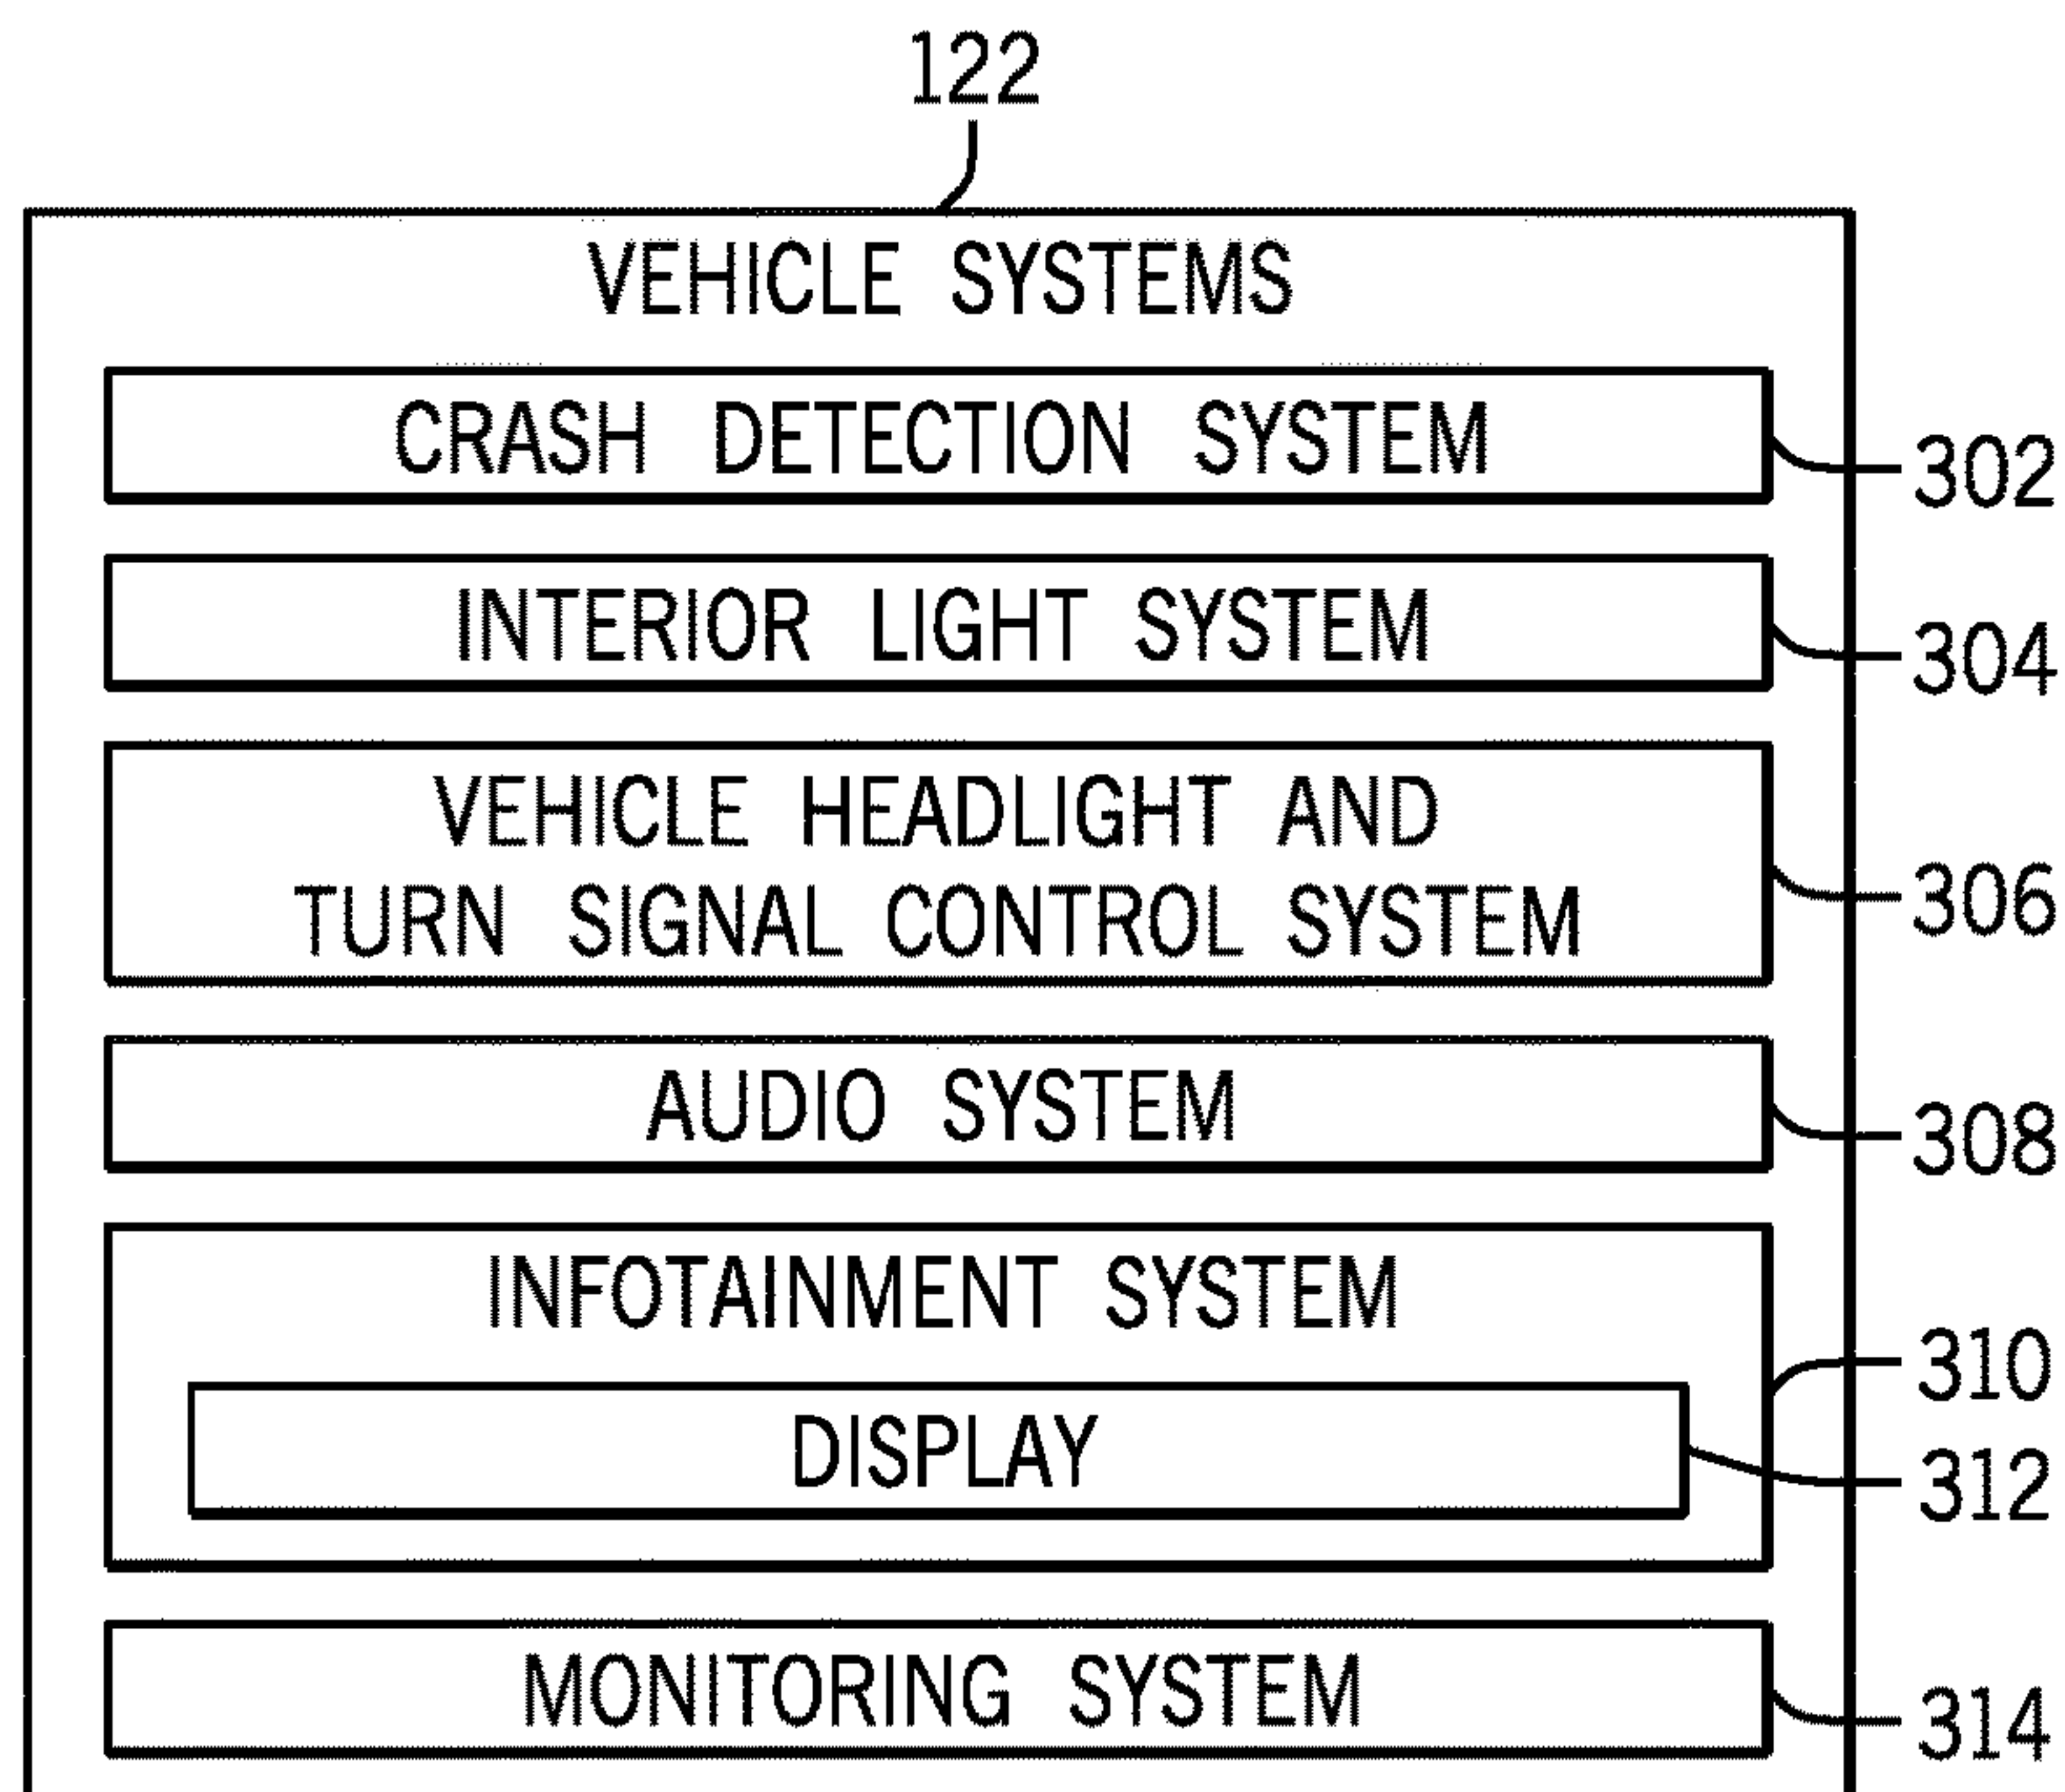 122
VEHICLE SYSTEMS
CRASH DETECTION SYSTEM
302
INTERIOR LIGHT SYSTEM
304
VEHICLE HEADLIGHT AND
TURN SIGNAL CONTROL SYSTEM
306
AUDIO SYSTEM
308
INFOTAINMENT SYSTEM
310
DISPLAY
312
MONITORING SYSTEM
314